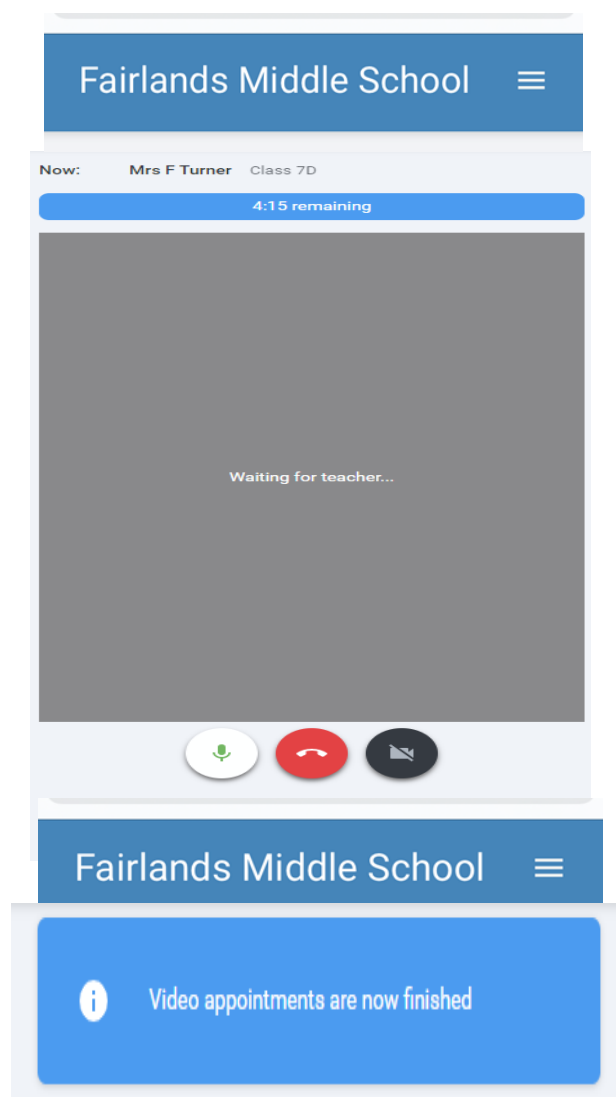 Fairlands Middle School
Now: Mrs F Turner Class 7D
4:15 remaining
Waiting for teacher...
Fairlands Middle School
Video appointments are now finished